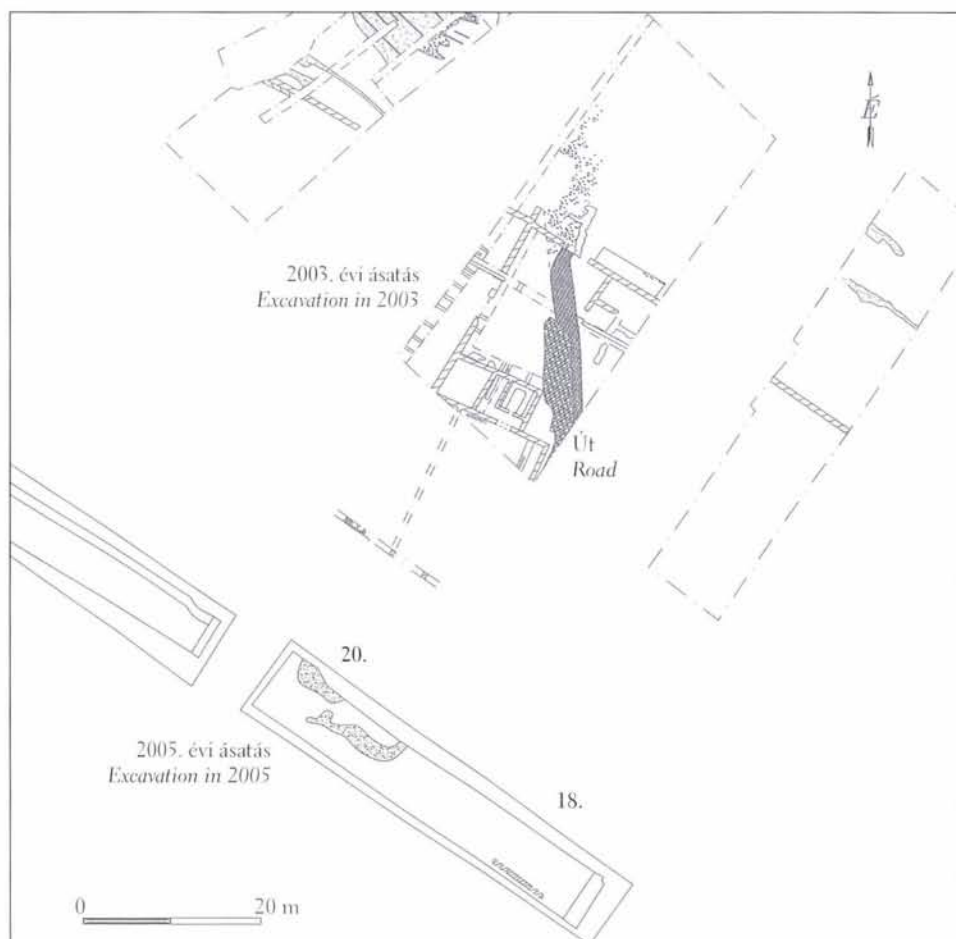 É
2003. évi ásatás
Excavation in 2003
Út
Road
20.
2005. évi ásatás
Excavation in 2005
18.
0 20 m